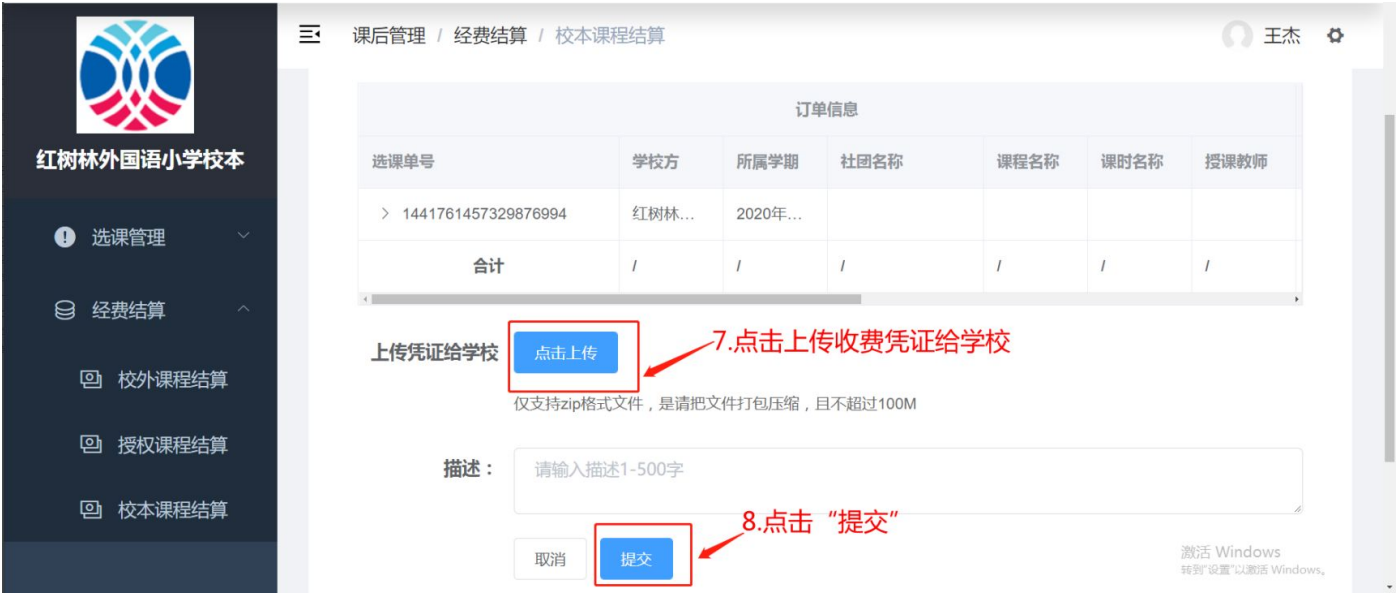 课后管理 / 经费结算 / 校本课程结算
王杰
红树林外国语小学校本
选课管理
经费结算
校外课程结算
授权课程结算
校本课程结算
订单信息
选课单号 学校方 所属学期 社团名称 课程名称 课时名称 授课教师
1441761457329876994 红树林... 2020年...
合计 / / / / / /
上传凭证给学校 点击上传
7.点击上传收费凭证给学校
仅支持zip格式文件，是请把文件打包压缩，且不超过100M
描述： 请输入描述1-500字
8.点击“提交”
取消 提交
激活 Windows
转到"设置"以激活 Windows。